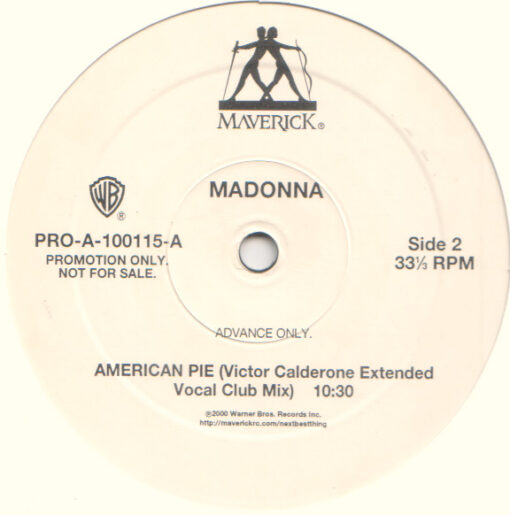 MAVERICK®
MADONNA
WB®
PRO-A-100115-A
PROMOTION ONLY.
NOT FOR SALE.
Side 2
33⅓ RPM
ADVANCE ONLY.
AMERICAN PIE (Victor Calderone Extended
Vocal Club Mix) 10:30
℗2000 Warner Bros. Records Inc.
http://maverickrc.com/nextbestthing